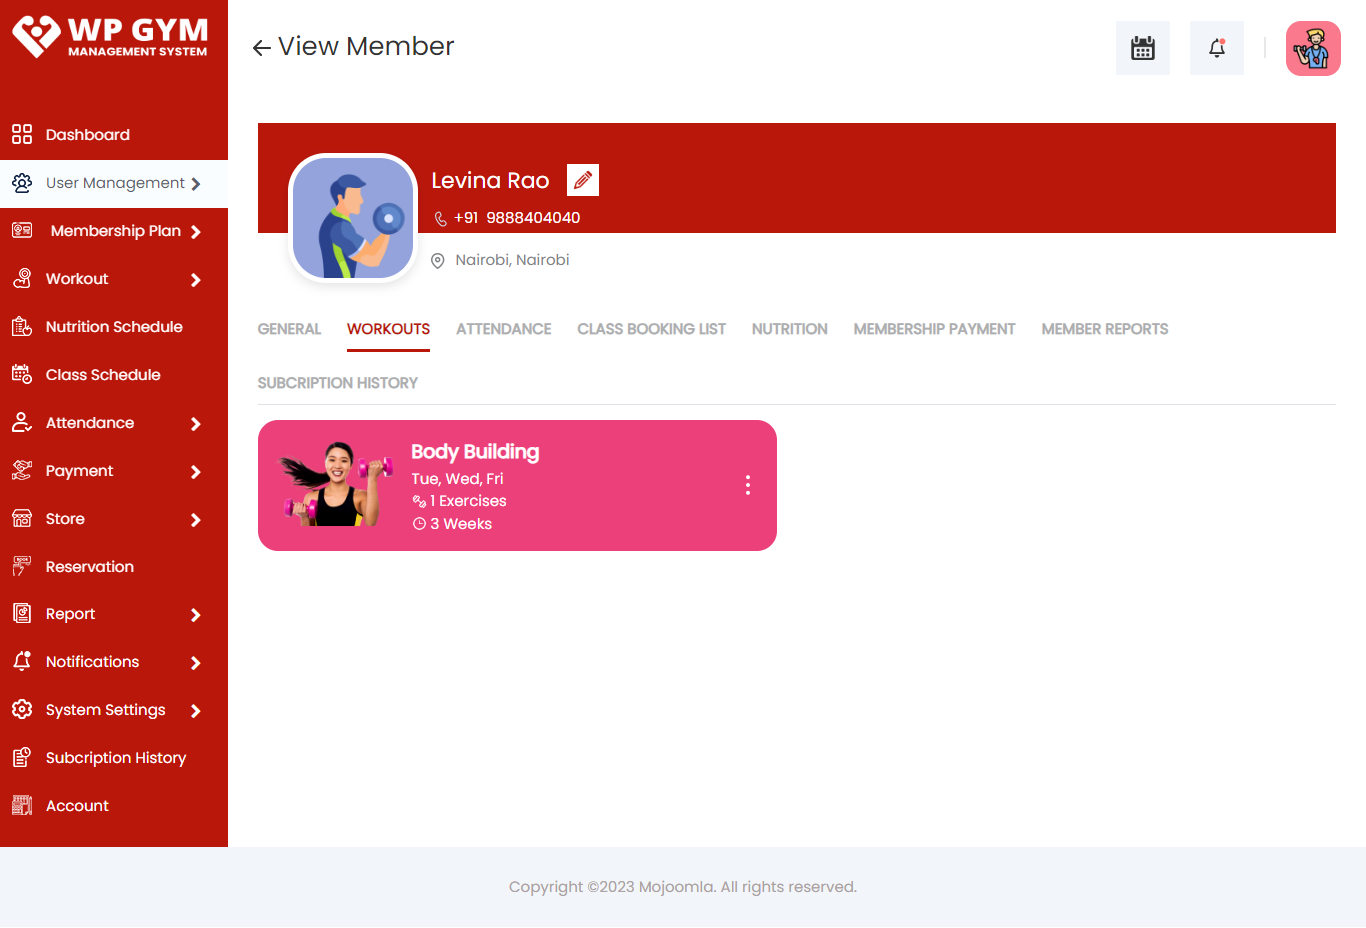 WP GYM
MANAGEMENT SYSTEM
Dashboard
User Management
Membership Plan
Workout
Nutrition Schedule
Class Schedule
Attendance
Payment
Store
Reservation
Report
Notifications
System Settings
Subcription History
Account
View Member
Levina Rao
+91 9888404040
Nairobi, Nairobi
GENERAL WORKOUTS ATTENDANCE CLASS BOOKING LIST NUTRITION MEMBERSHIP PAYMENT MEMBER REPORTS
SUBCRIPTION HISTORY
Body Building
Tue, Wed, Fri
1 Exercises
3 Weeks
Copyright ©2023 Mojoomla. All rights reserved.